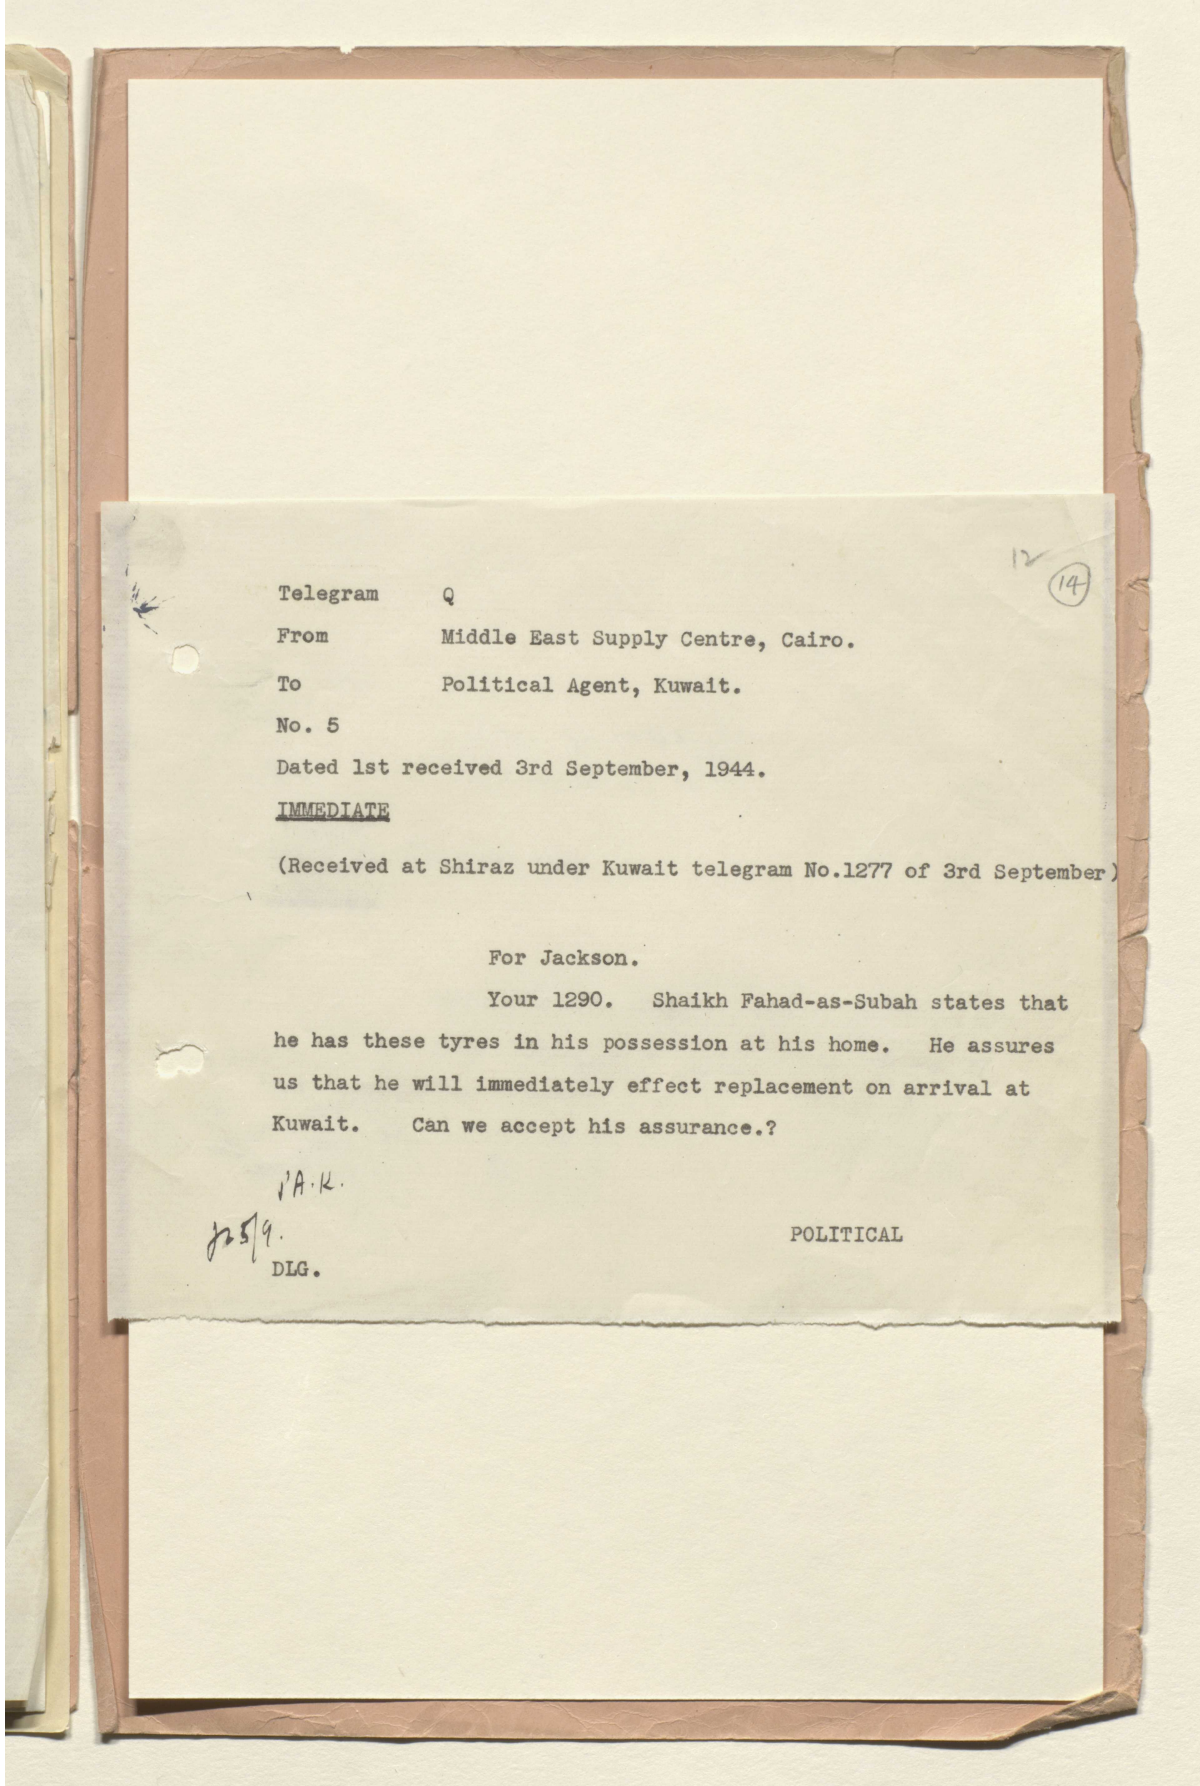 12
14
Telegram Q
From Middle East Supply Centre, Cairo.
To Political Agent, Kuwait.
No. 5
Dated 1st received 3rd September, 1944.
IMMEDIATE
(Received at Shiraz under Kuwait telegram No.1277 of 3rd September)
For Jackson.
Your 1290. Shaikh Fahad-as-Subah states that
he has these tyres in his possession at his home. He assures
us that he will immediately effect replacement on arrival at
Kuwait. Can we accept his assurance.?
P.A.K.
5/9.
POLITICAL
DLG.